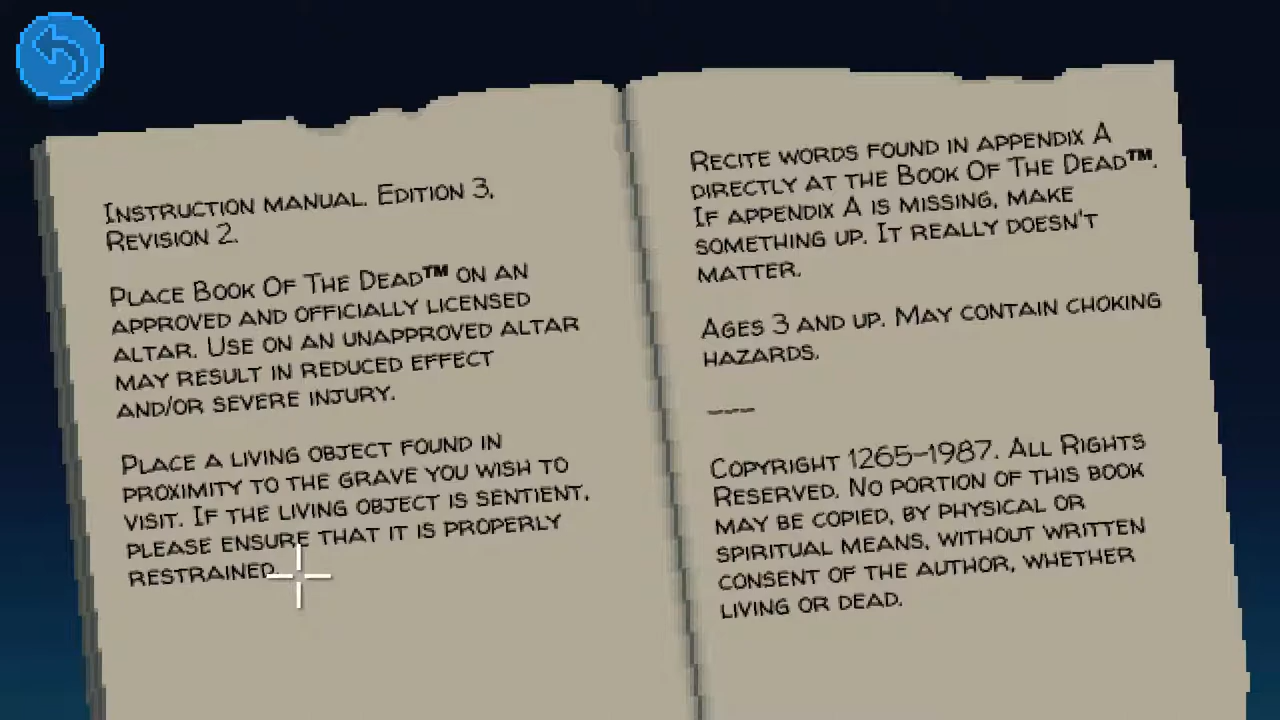 Instruction manual. Edition 3,
Revision 2.
Place Book Of The Dead™ on an
approved and officially licensed
altar. Use on an unapproved altar
may result in reduced effect
and/or severe injury.
Place a living object found in
proximity to the grave you wish to
visit. If the living object is sentient,
please ensure that it is properly
restrained.
Recite words found in appendix A
directly at the Book Of The Dead™.
If appendix A is missing, make
something up. It really doesn't
matter.
Ages 3 and up. May contain choking
hazards.
---
Copyright 1265-1987. All Rights
Reserved. No portion of this book
may be copied, by physical or
spiritual means, without written
consent of the author, whether
living or dead.